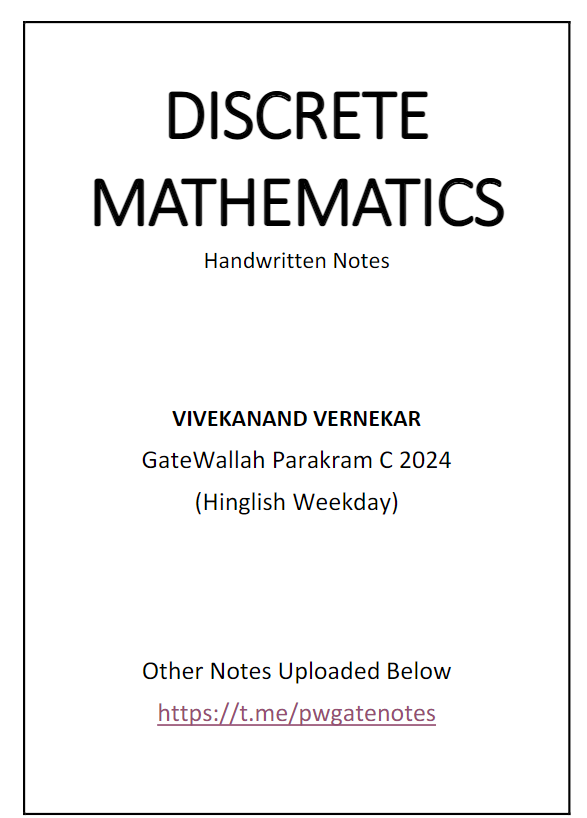 DISCRETE
MATHEMATICS
Handwritten Notes
VIVEKANAND VERNEKAR
GateWallah Parakram C 2024
(Hinglish Weekday)
Other Notes Uploaded Below
https://t.me/pwgatenotes